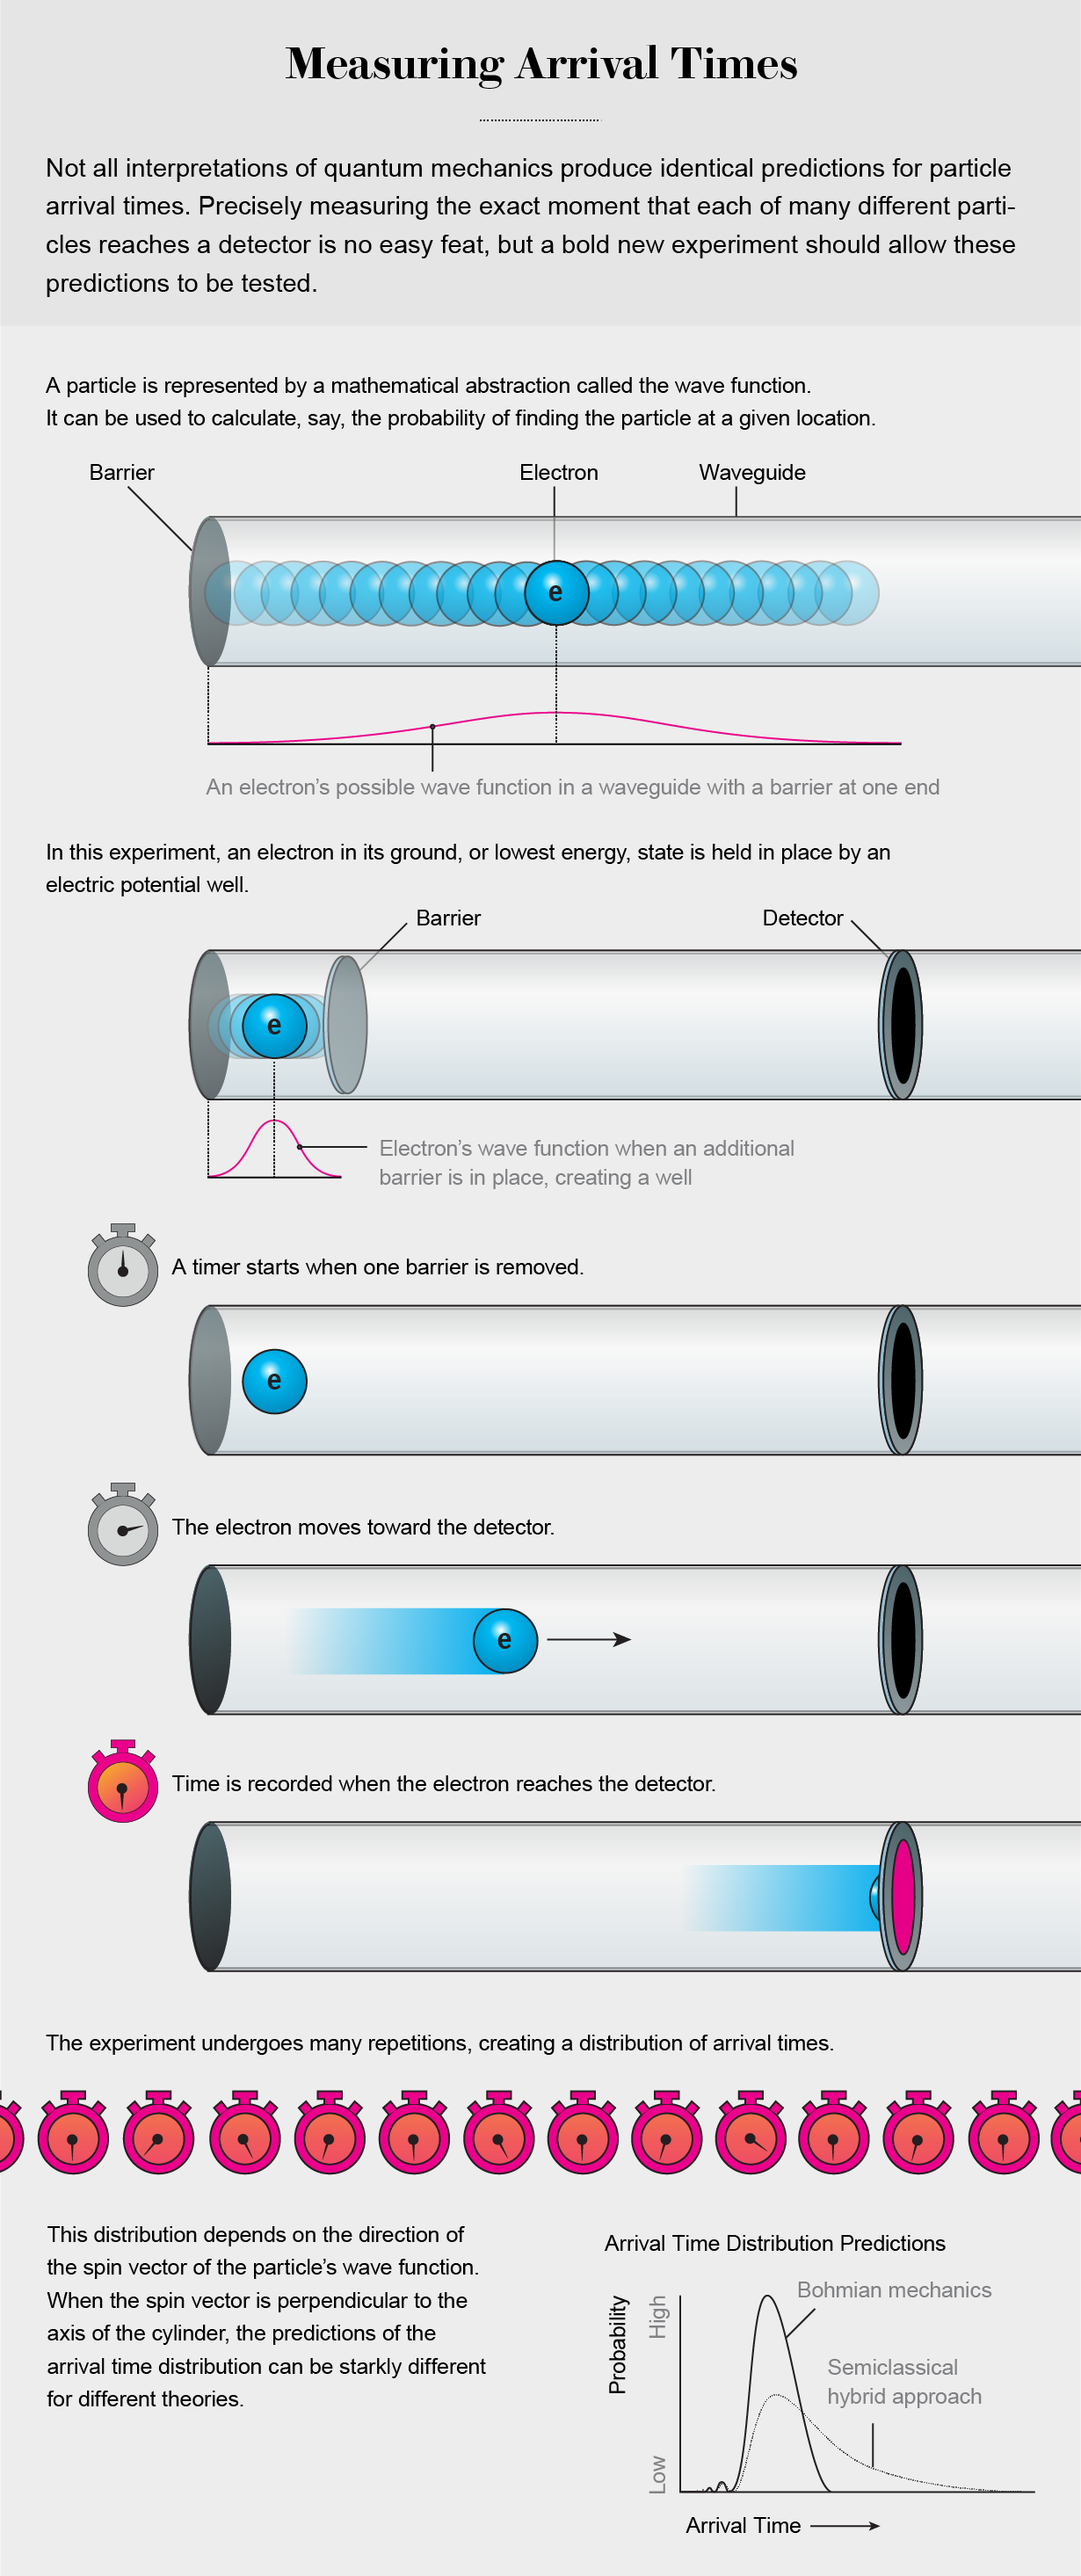 Measuring Arrival Times
Not all interpretations of quantum mechanics produce identical predictions for particle
arrival times. Precisely measuring the exact moment that each of many different parti-
cles reaches a detector is no easy feat, but a bold new experiment should allow these
predictions to be tested.
A particle is represented by a mathematical abstraction called the wave function.
It can be used to calculate, say, the probability of finding the particle at a given location.
Barrier
Electron
Waveguide
e
An electron’s possible wave function in a waveguide with a barrier at one end
In this experiment, an electron in its ground, or lowest energy, state is held in place by an
electric potential well.
Barrier
Detector
e
Electron’s wave function when an additional
barrier is in place, creating a well
A timer starts when one barrier is removed.
e
The electron moves toward the detector.
e
Time is recorded when the electron reaches the detector.
The experiment undergoes many repetitions, creating a distribution of arrival times.
This distribution depends on the direction of
the spin vector of the particle’s wave function.
When the spin vector is perpendicular to the
axis of the cylinder, the predictions of the
arrival time distribution can be starkly different
for different theories.
Arrival Time Distribution Predictions
Bohmian mechanics
Semiclassical
hybrid approach
Probability
High
Low
Arrival Time